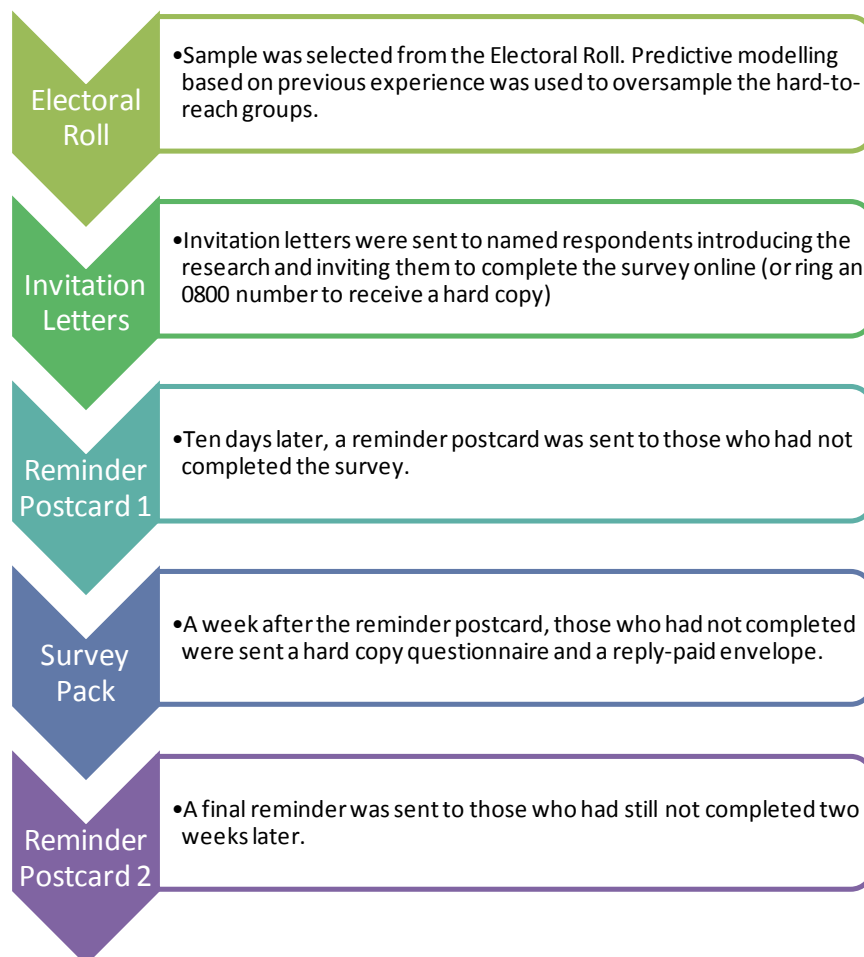 Electoral
Roll
•Sample was selected from the Electoral Roll. Predictive modelling
based on previous experience was used to oversample the hard-to-
reach groups.
Invitation
Letters
•Invitation letters were sent to named respondents introducing the
research and inviting them to complete the survey online (or ring an
0800 number to receive a hard copy)
Reminder
Postcard 1
•Ten days later, a reminder postcard was sent to those who had not
completed the survey.
Survey
Pack
•A week after the reminder postcard, those who had not completed
were sent a hard copy questionnaire and a reply-paid envelope.
Reminder
Postcard 2
•A final reminder was sent to those who had still not completed two
weeks later.